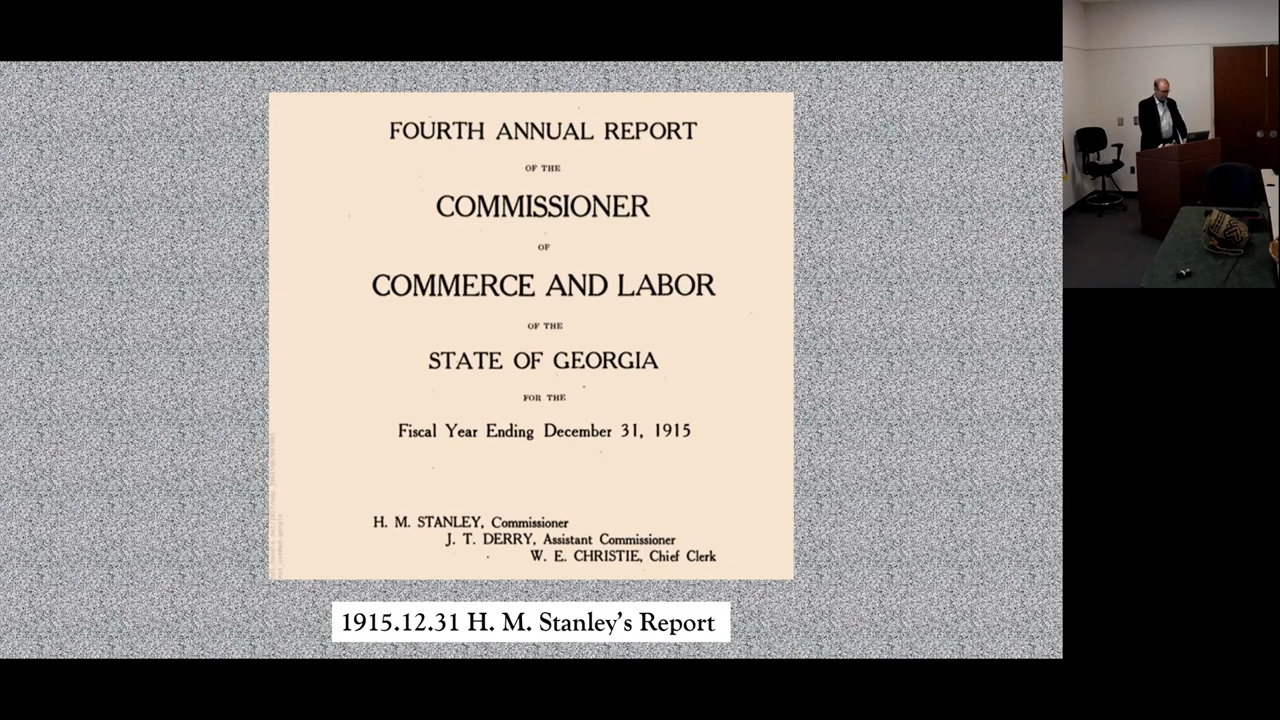 FOURTH ANNUAL REPORT
OF THE
COMMISSIONER
OF
COMMERCE AND LABOR
OF THE
STATE OF GEORGIA
FOR THE
Fiscal Year Ending December 31, 1915
H. M. STANLEY, Commissioner
J. T. DERRY, Assistant Commissioner
W. E. CHRISTIE, Chief Clerk
1915.12.31 H. M. Stanley's Report